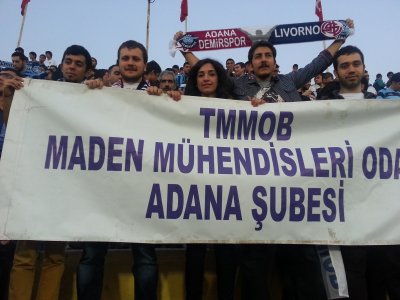 ADANA
DEMİRSPOR
LIVORNO
TMMOB
MADEN MÜHENDİSLERİ ODA
ADANA ŞUBESİ